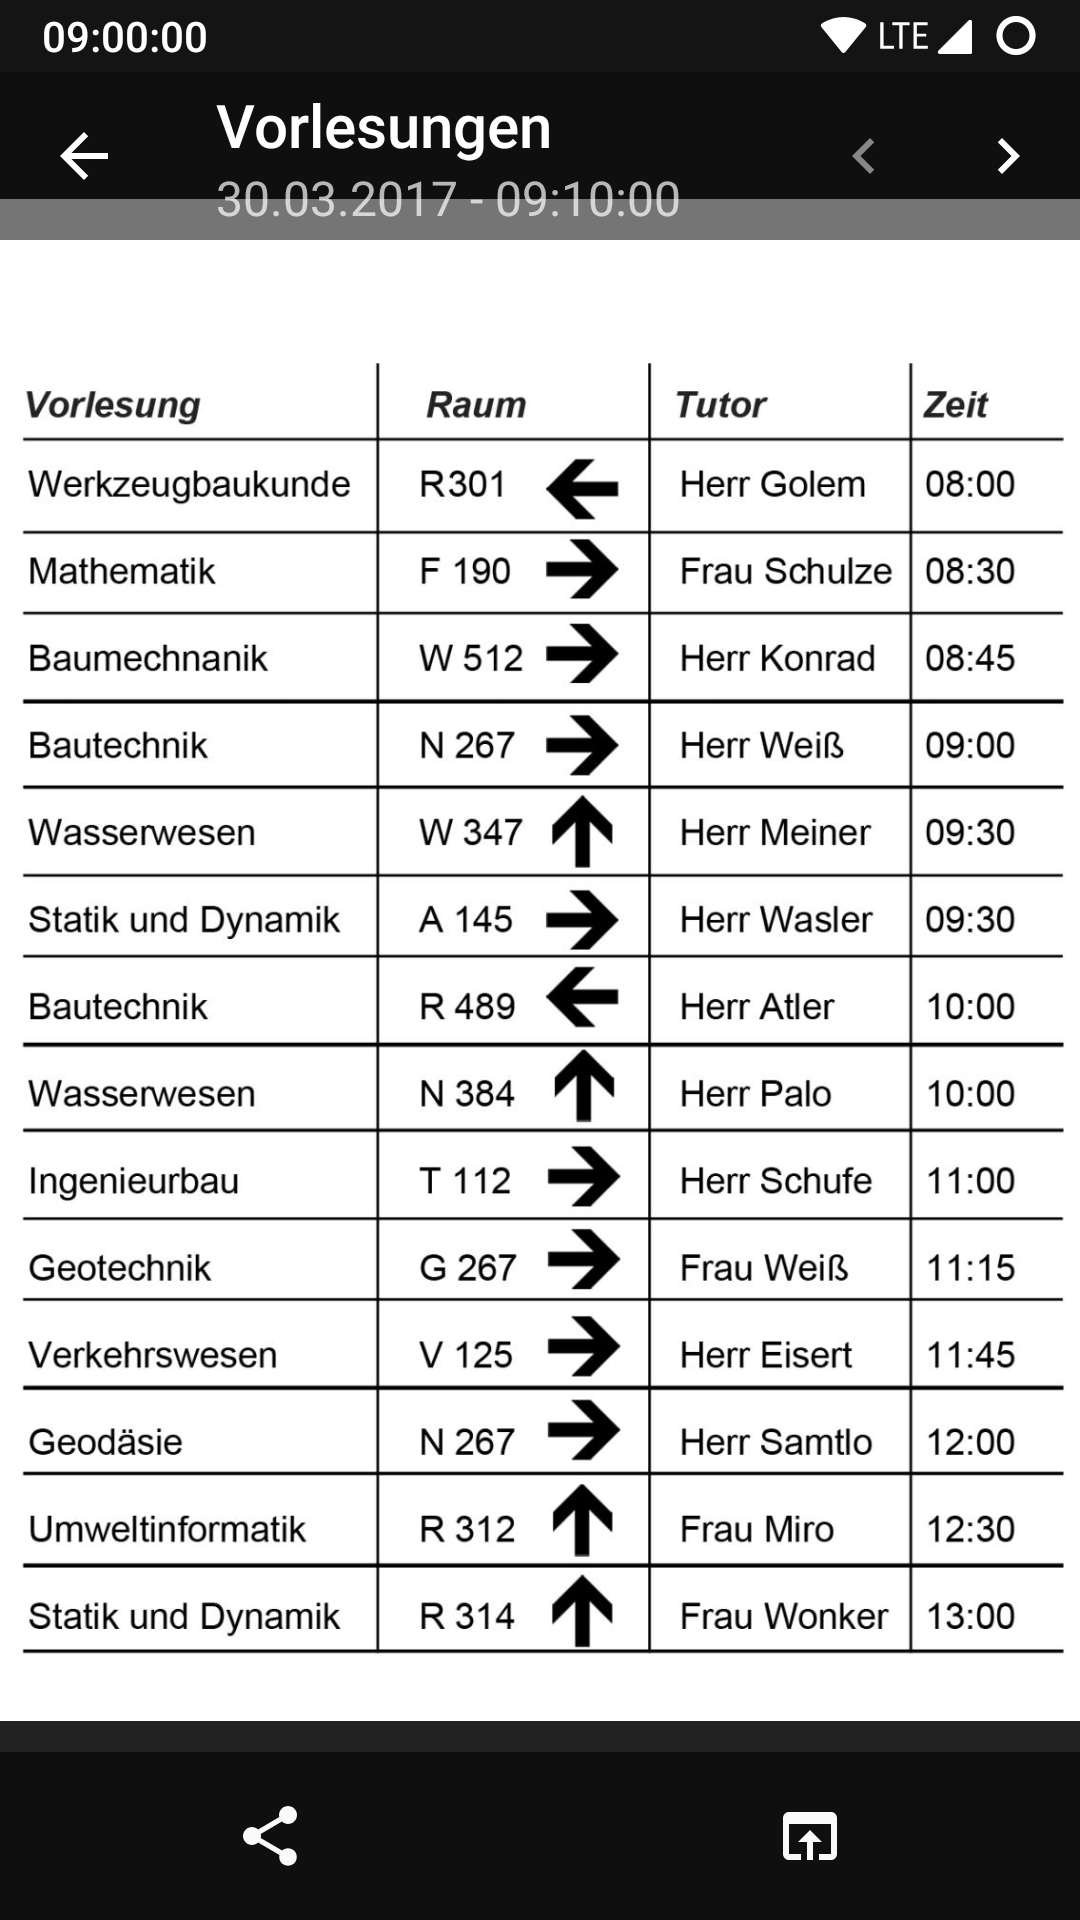 09:00:00 LTE
Vorlesungen
30.03.2017 - 09:10:00
Vorlesung Raum Tutor Zeit
Werkzeugbaukunde R301 Herr Golem 08:00
Mathematik F 190 Frau Schulze 08:30
Baumechnanik W 512 Herr Konrad 08:45
Bautechnik N 267 Herr Weiß 09:00
Wasserwesen W 347 Herr Meiner 09:30
Statik und Dynamik A 145 Herr Wasler 09:30
Bautechnik R 489 Herr Atler 10:00
Wasserwesen N 384 Herr Palo 10:00
Ingenieurbau T 112 Herr Schufe 11:00
Geotechnik G 267 Frau Weiß 11:15
Verkehrswesen V 125 Herr Eisert 11:45
Geodäsie N 267 Herr Samtlo 12:00
Umweltinformatik R 312 Frau Miro 12:30
Statik und Dynamik R 314 Frau Wonker 13:00